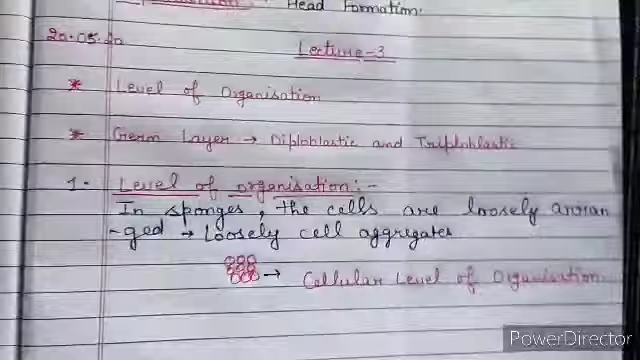 Head Formation.
20.05.20
Lecture-3
* Level of Organisation
* Germ Layer → Diploblastic and Triploblastic
1. Level of organisation:-
In sponges, the cells are loosely arran
-ged → Loosely cell aggregates
→ Cellular Level of Organisation
PowerDirector